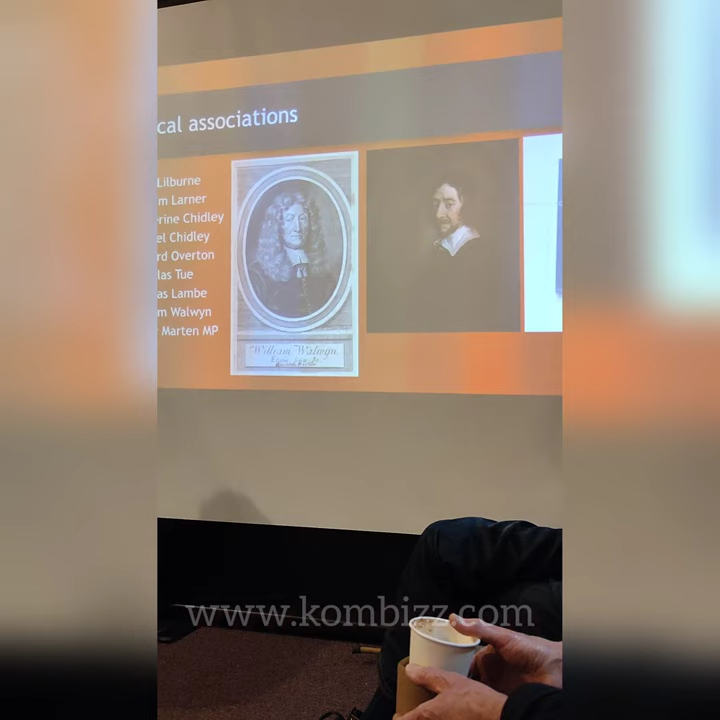 cal associations
Lilburne
m Larner
erine Chidley
el Chidley
rd Overton
las Tue
as Lambe
m Walwyn
Marten MP
William Walwyn.
www.kombizz.com